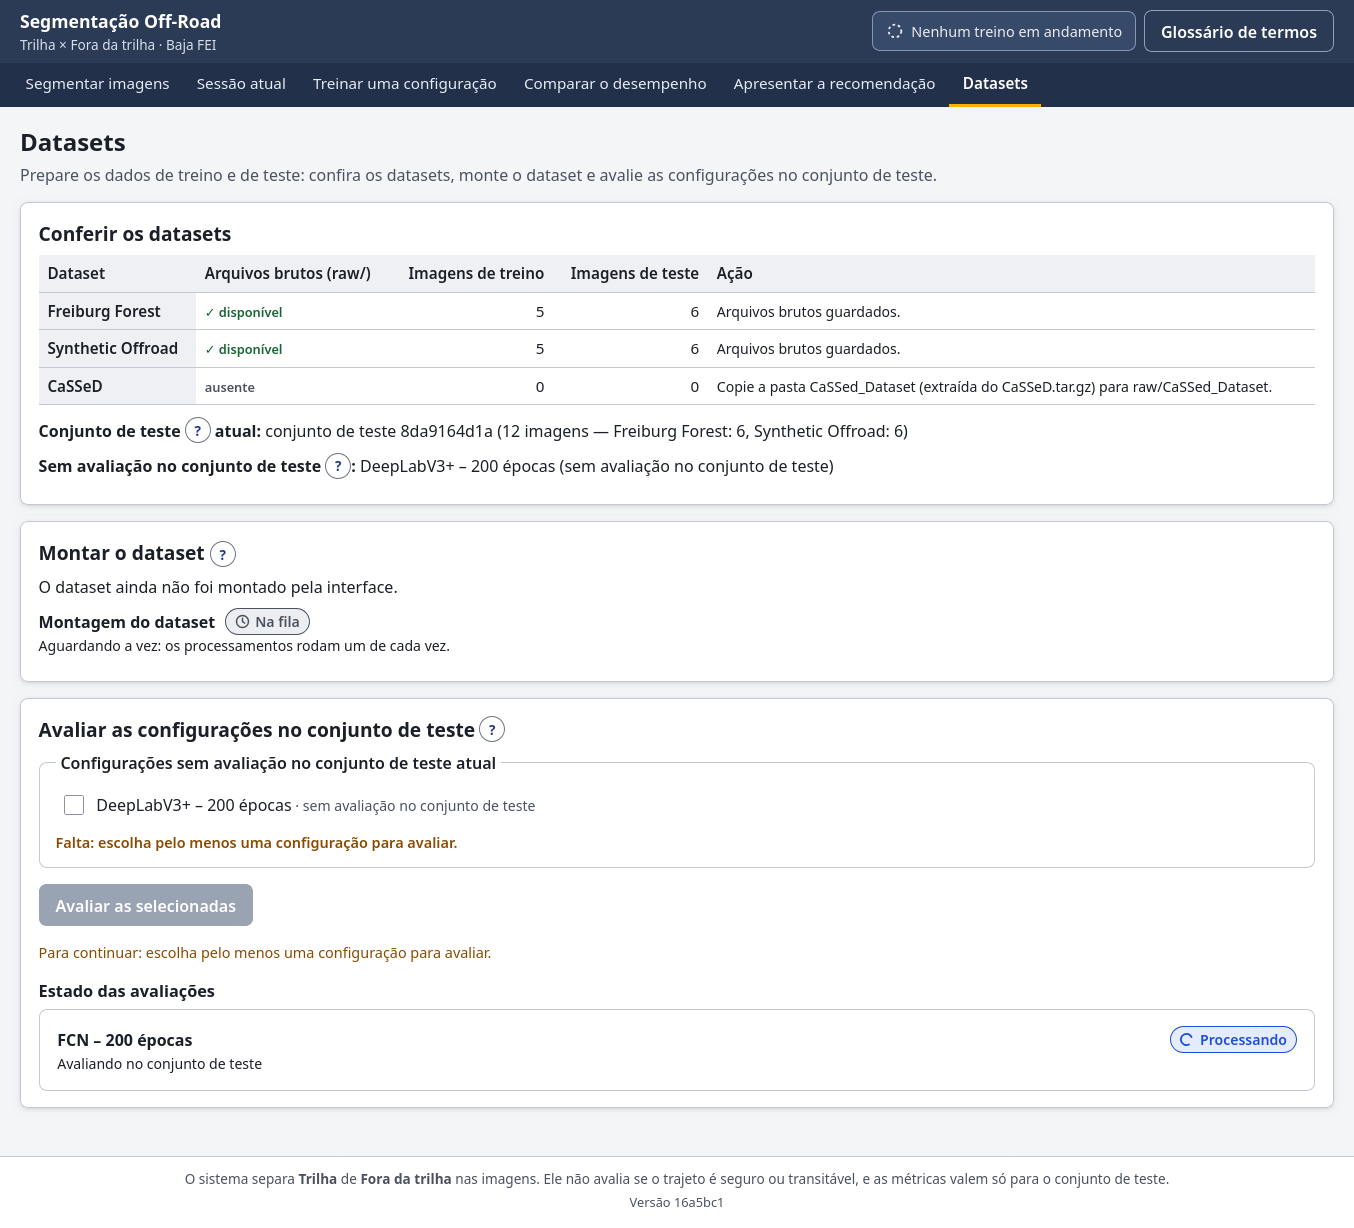 Segmentação Off-Road
Trilha × Fora da trilha · Baja FEI
Nenhum treino em andamento
Glossário de termos
Segmentar imagens Sessão atual Treinar uma configuração Comparar o desempenho Apresentar a recomendação Datasets
Datasets
Prepare os dados de treino e de teste: confira os datasets, monte o dataset e avalie as configurações no conjunto de teste.
Conferir os datasets
Dataset Arquivos brutos (raw/) Imagens de treino Imagens de teste Ação
Freiburg Forest ✓ disponível 5 6 Arquivos brutos guardados.
Synthetic Offroad ✓ disponível 5 6 Arquivos brutos guardados.
CaSSeD ausente 0 0 Copie a pasta CaSSed_Dataset (extraída do CaSSeD.tar.gz) para raw/CaSSed_Dataset.
Conjunto de teste ? atual: conjunto de teste 8da9164d1a (12 imagens — Freiburg Forest: 6, Synthetic Offroad: 6)
Sem avaliação no conjunto de teste ? : DeepLabV3+ – 200 épocas (sem avaliação no conjunto de teste)
Montar o dataset ?
O dataset ainda não foi montado pela interface.
Montagem do dataset Na fila
Aguardando a vez: os processamentos rodam um de cada vez.
Avaliar as configurações no conjunto de teste ?
Configurações sem avaliação no conjunto de teste atual
DeepLabV3+ – 200 épocas · sem avaliação no conjunto de teste
Falta: escolha pelo menos uma configuração para avaliar.
Avaliar as selecionadas
Para continuar: escolha pelo menos uma configuração para avaliar.
Estado das avaliações
FCN – 200 épocas Processando
Avaliando no conjunto de teste
O sistema separa Trilha de Fora da trilha nas imagens. Ele não avalia se o trajeto é seguro ou transitável, e as métricas valem só para o conjunto de teste.
Versão 16a5bc1